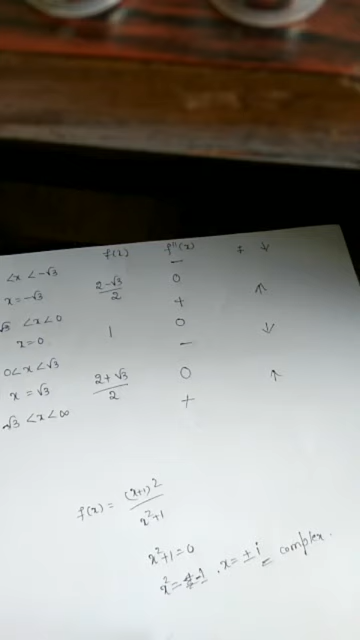 f(x) f''(x) f ↓
<x<-√3 −
x=-√3 (2-√3)/2 0
√3 <x<0 + ↑
x=0 1 0
0<x<√3 − ↓
x=√3 (2+√3)/2 0
√3<x<∞ + ↑
f(x) = (x+1)2/(x²+1)
x²+1=0
x²=-1 . x=±i complex.